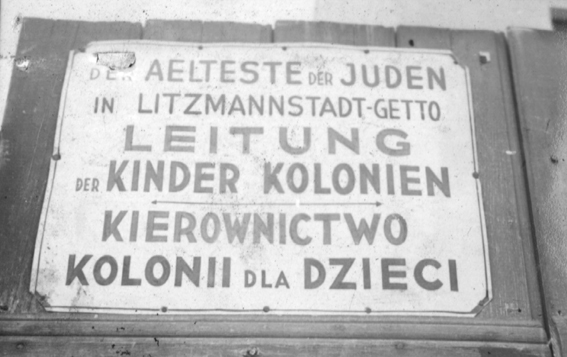 DER AELTESTE DER JUDEN
IN LITZMANNSTADT-GETTO
LEITUNG
DER KINDER KOLONIEN
KIEROWNICTWO
KOLONII DLA DZIECI